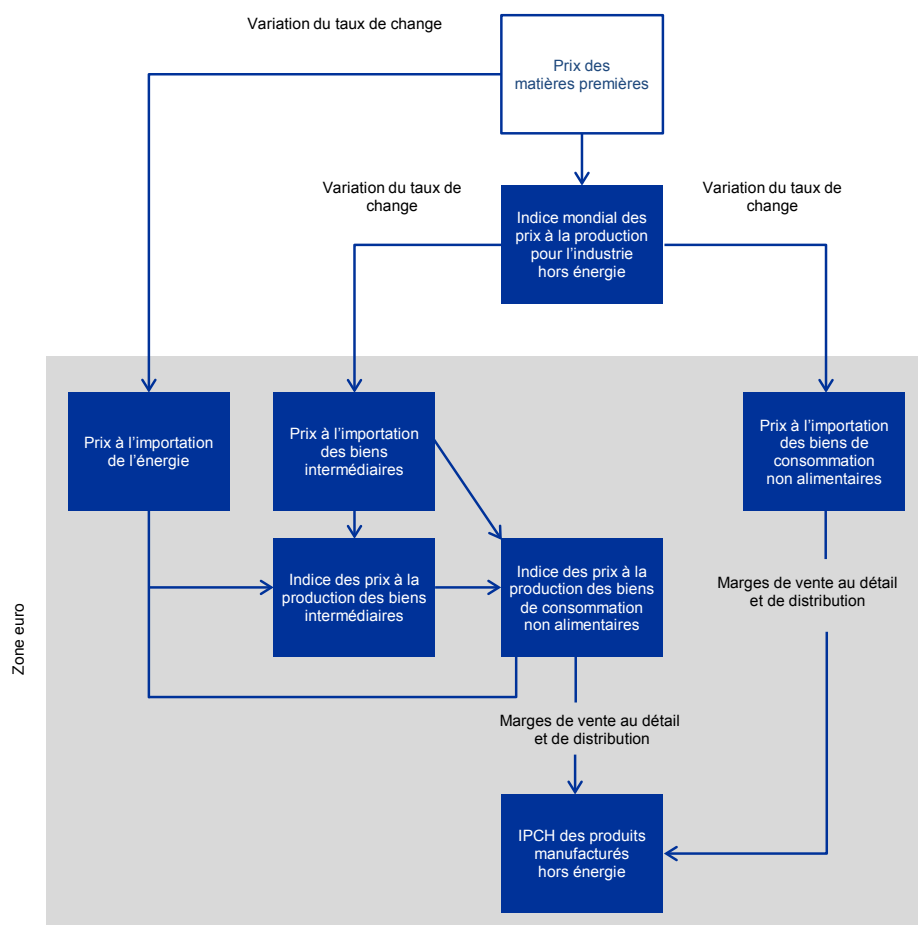 Variation du taux de change
Prix des
matières premières
Variation du taux de
change
Indice mondial des
prix à la production
pour l'industrie
hors énergie
Variation du taux de
change
Zone euro
Prix à l'importation
de l'énergie
Prix à l'importation
des biens
intermédiaires
Prix à l'importation
des biens de
consommation
non alimentaires
Indice des prix à la
production des biens
intermédiaires
Indice des prix à la
production des biens
de consommation
non alimentaires
Marges de vente au détail
et de distribution
Marges de vente au détail
et de distribution
IPCH des produits
manufacturés
hors énergie